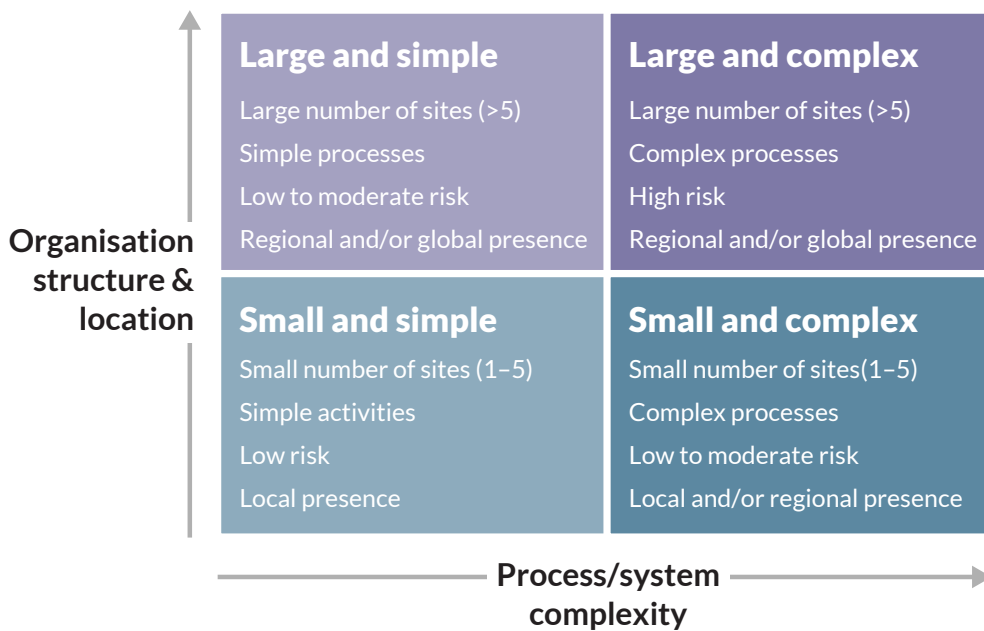 Large and simple
Large number of sites (>5)
Simple processes
Low to moderate risk
Regional and/or global presence
Large and complex
Large number of sites (>5)
Complex processes
High risk
Regional and/or global presence
Organisation
structure &
location
Small and simple
Small number of sites (1–5)
Simple activities
Low risk
Local presence
Small and complex
Small number of sites(1–5)
Complex processes
Low to moderate risk
Local and/or regional presence
Process/system
complexity